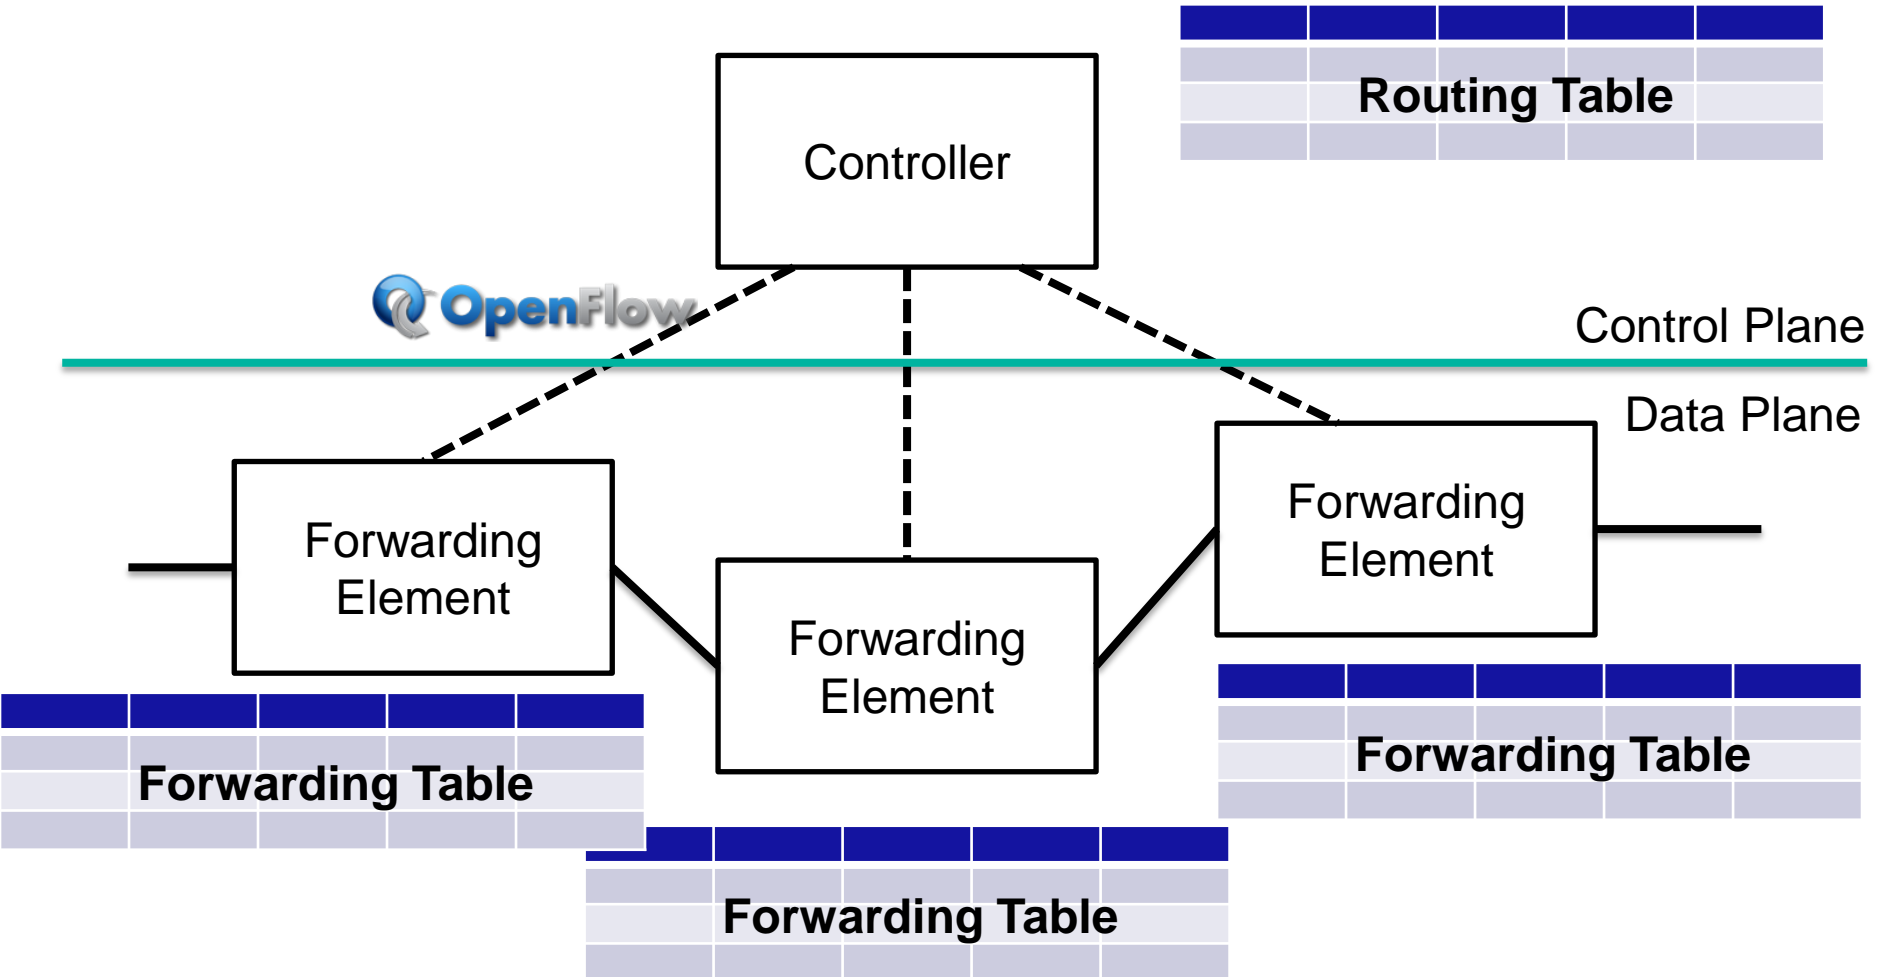 Routing Table
Controller
OpenFlow
Control Plane
Data Plane
Forwarding
Element
Forwarding
Element
Forwarding
Element
Forwarding Table
Forwarding Table
Forwarding Table